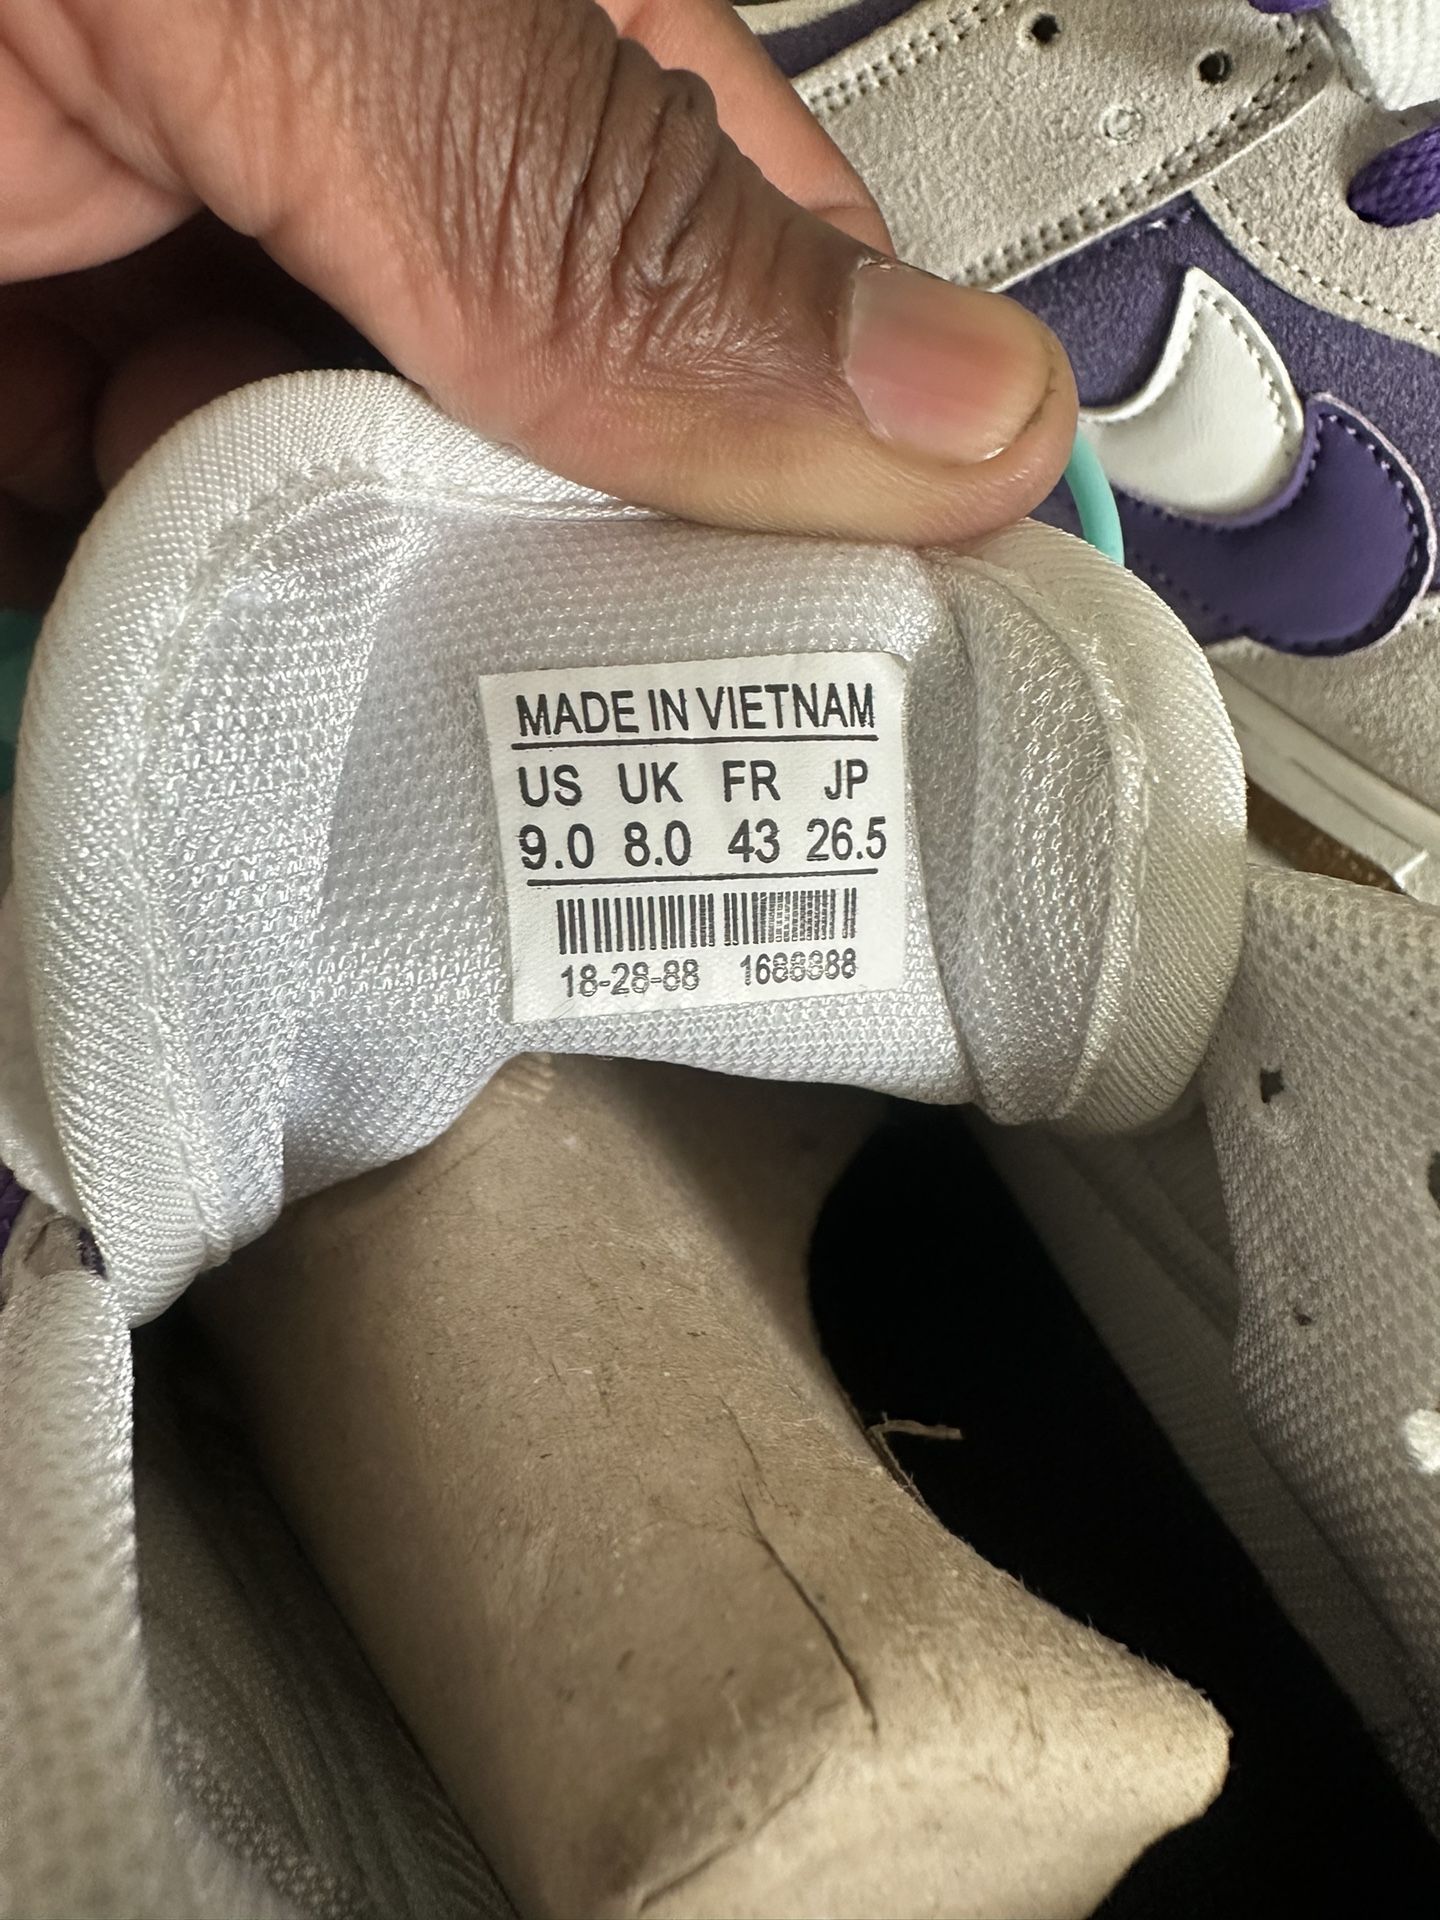 MADE IN VIETNAM
US UK FR JP
9.0 8.0 43 26.5
18-28-88 1688888